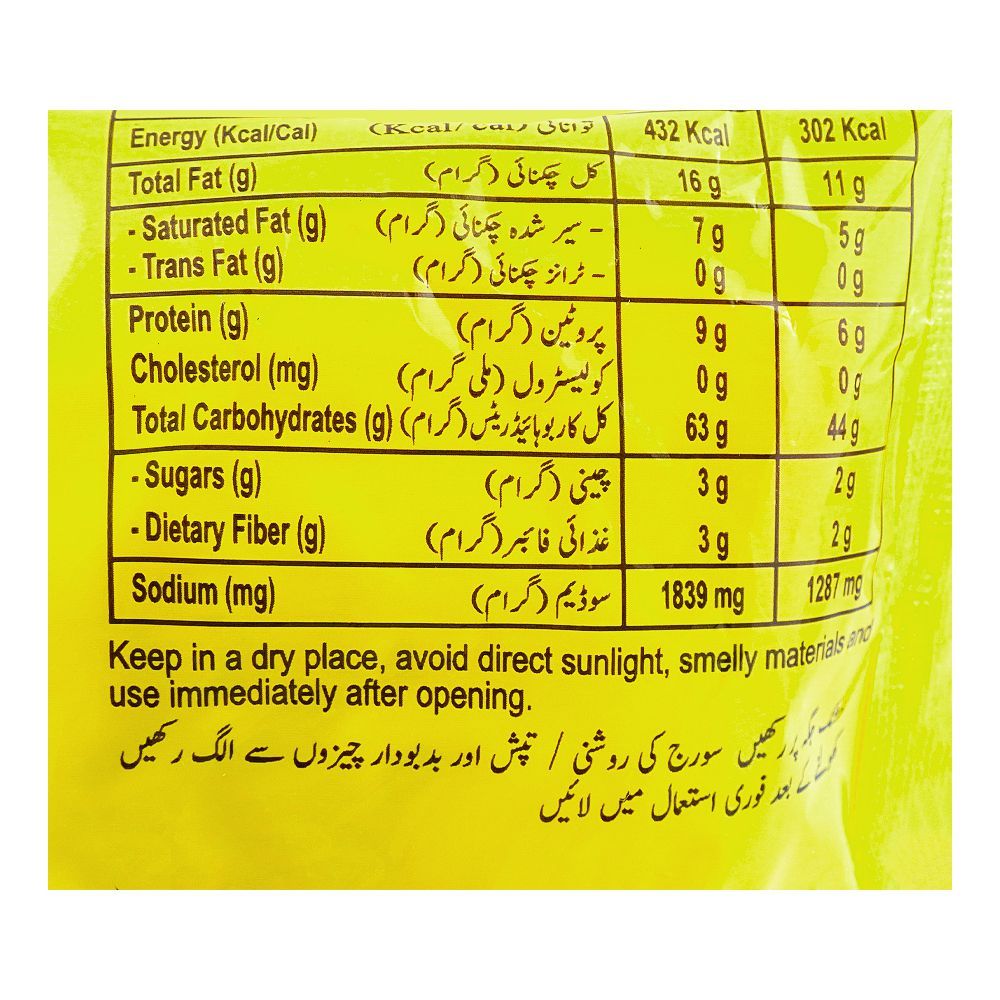 Energy (Kcal/Cal) توانائی (Kcal/Cal) 432 Kcal 302 Kcal
Total Fat (g) کل چکنائی (گرام) 16 g 11 g
- Saturated Fat (g) - سیر شدہ چکنائی (گرام) 7 g 5 g
- Trans Fat (g) - ٹرانز چکنائی (گرام) 0 g 0 g
Protein (g) پروٹین (گرام) 9 g 6 g
Cholesterol (mg) کولیسٹرول (ملی گرام) 0 g 0 g
Total Carbohydrates (g) کل کاربوہائیڈریٹس (گرام) 63 g 44 g
- Sugars (g) چینی (گرام) 3 g 2 g
- Dietary Fiber (g) غذائی فائبر (گرام) 3 g 2 g
Sodium (mg) سوڈیم (گرام) 1839 mg 1287 mg
Keep in a dry place, avoid direct sunlight, smelly materials and
use immediately after opening.
جگہ پر رکھیں سورج کی روشنی / تپش اور بدبودار چیزوں سے الگ رکھیں
کھولنے کے بعد فوری استعمال میں لائیں